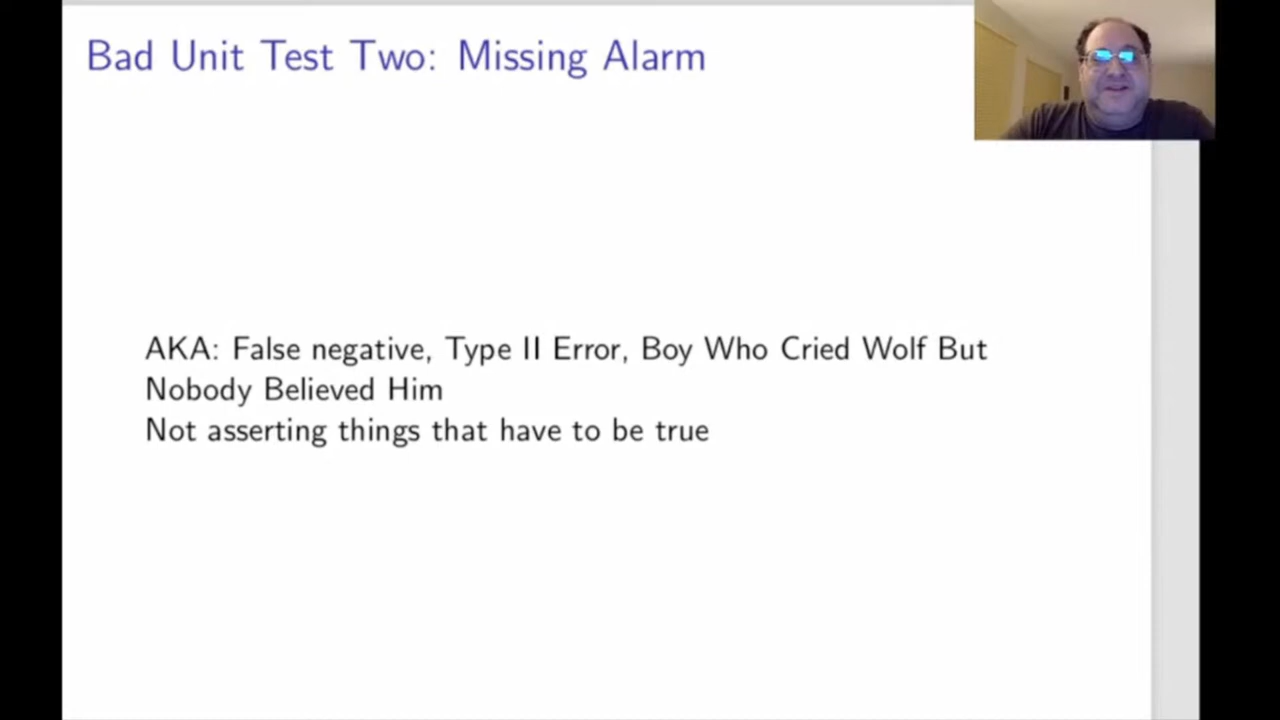 Bad Unit Test Two: Missing Alarm
AKA: False negative, Type II Error, Boy Who Cried Wolf But
Nobody Believed Him
Not asserting things that have to be true